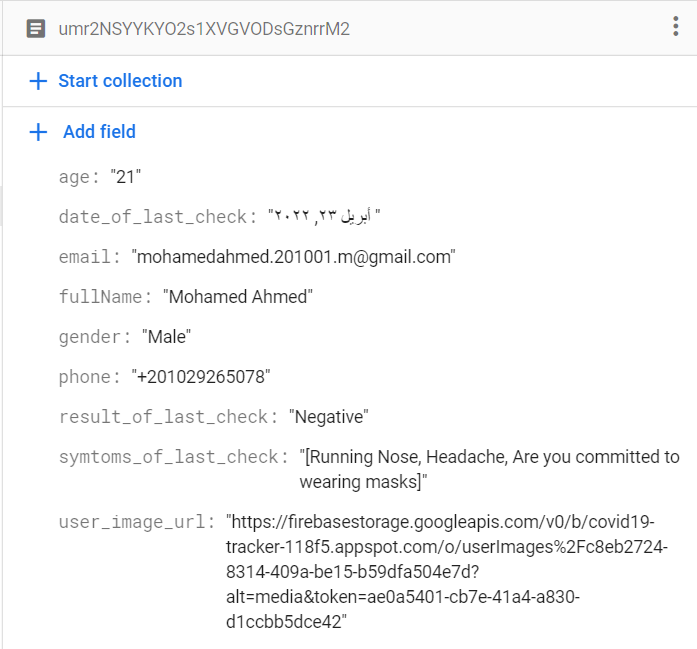 umr2NSYYKYO2s1XVGVODsGznrrM2
Start collection
Add field
age: "21"
date_of_last_check: "أبريل ٢٣, ٢٠٢٢"
email: "mohamedahmed.201001.m@gmail.com"
fullName: "Mohamed Ahmed"
gender: "Male"
phone: "+201029265078"
result_of_last_check: "Negative"
symtoms_of_last_check: "[Running Nose, Headache, Are you committed to
wearing masks]"
user_image_url: "https://firebasestorage.googleapis.com/v0/b/covid19-
tracker-118f5.appspot.com/o/userImages%2Fc8eb2724-
8314-409a-be15-b59dfa504e7d?
alt=media&token=ae0a5401-cb7e-41a4-a830-
d1ccbb5dce42"